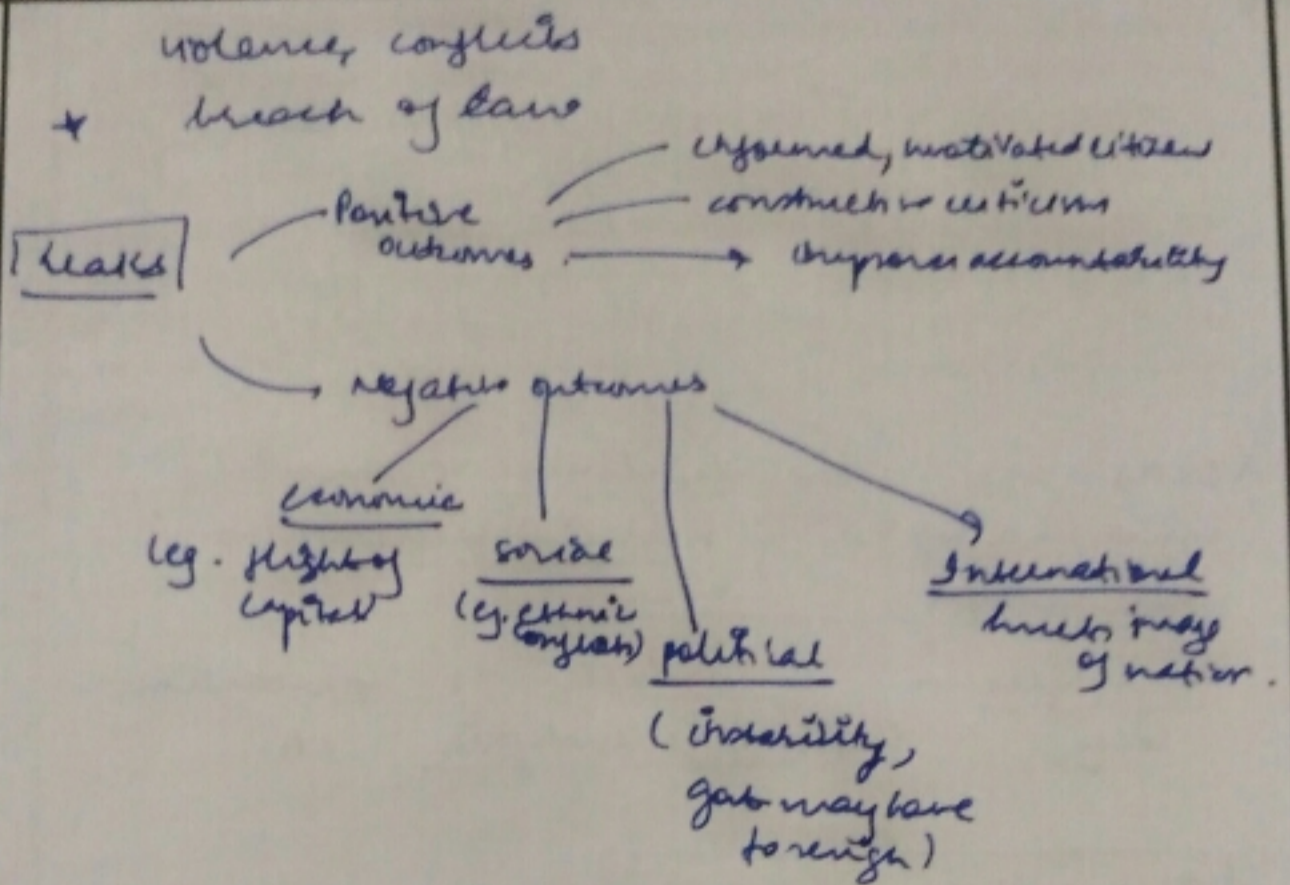 violence, conflicts
* breach of law
informed, motivated citizen
Positive
outcomes
constructive criticism
improves accountability
Leaks
Negative outcomes
economic
(eg. flight of
capital
social
(eg. ethnic
conflicts)
political
(instability,
govt may have
to resign)
International
hurts image
of nation.